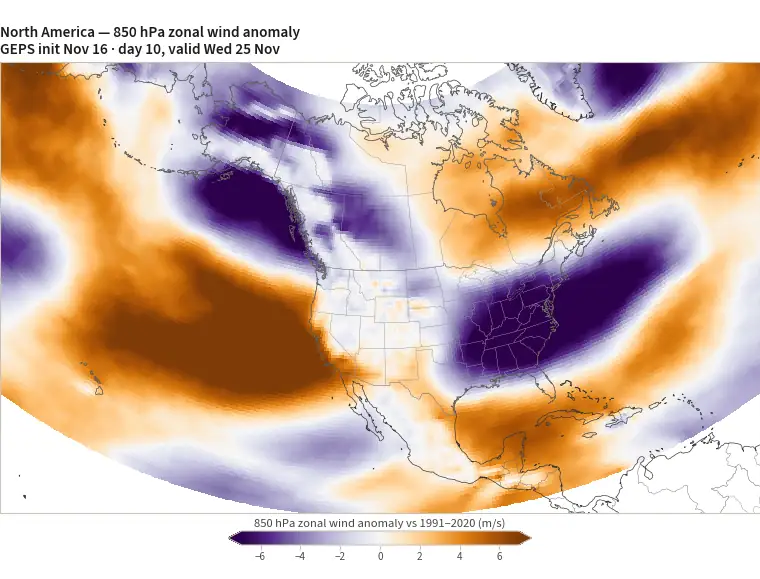 North America — 850 hPa zonal wind anomaly
GEPS init Nov 16 · day 10, valid Wed 25 Nov
850 hPa zonal wind anomaly vs 1991–2020 (m/s)
−6 −4 −2 0 2 4 6